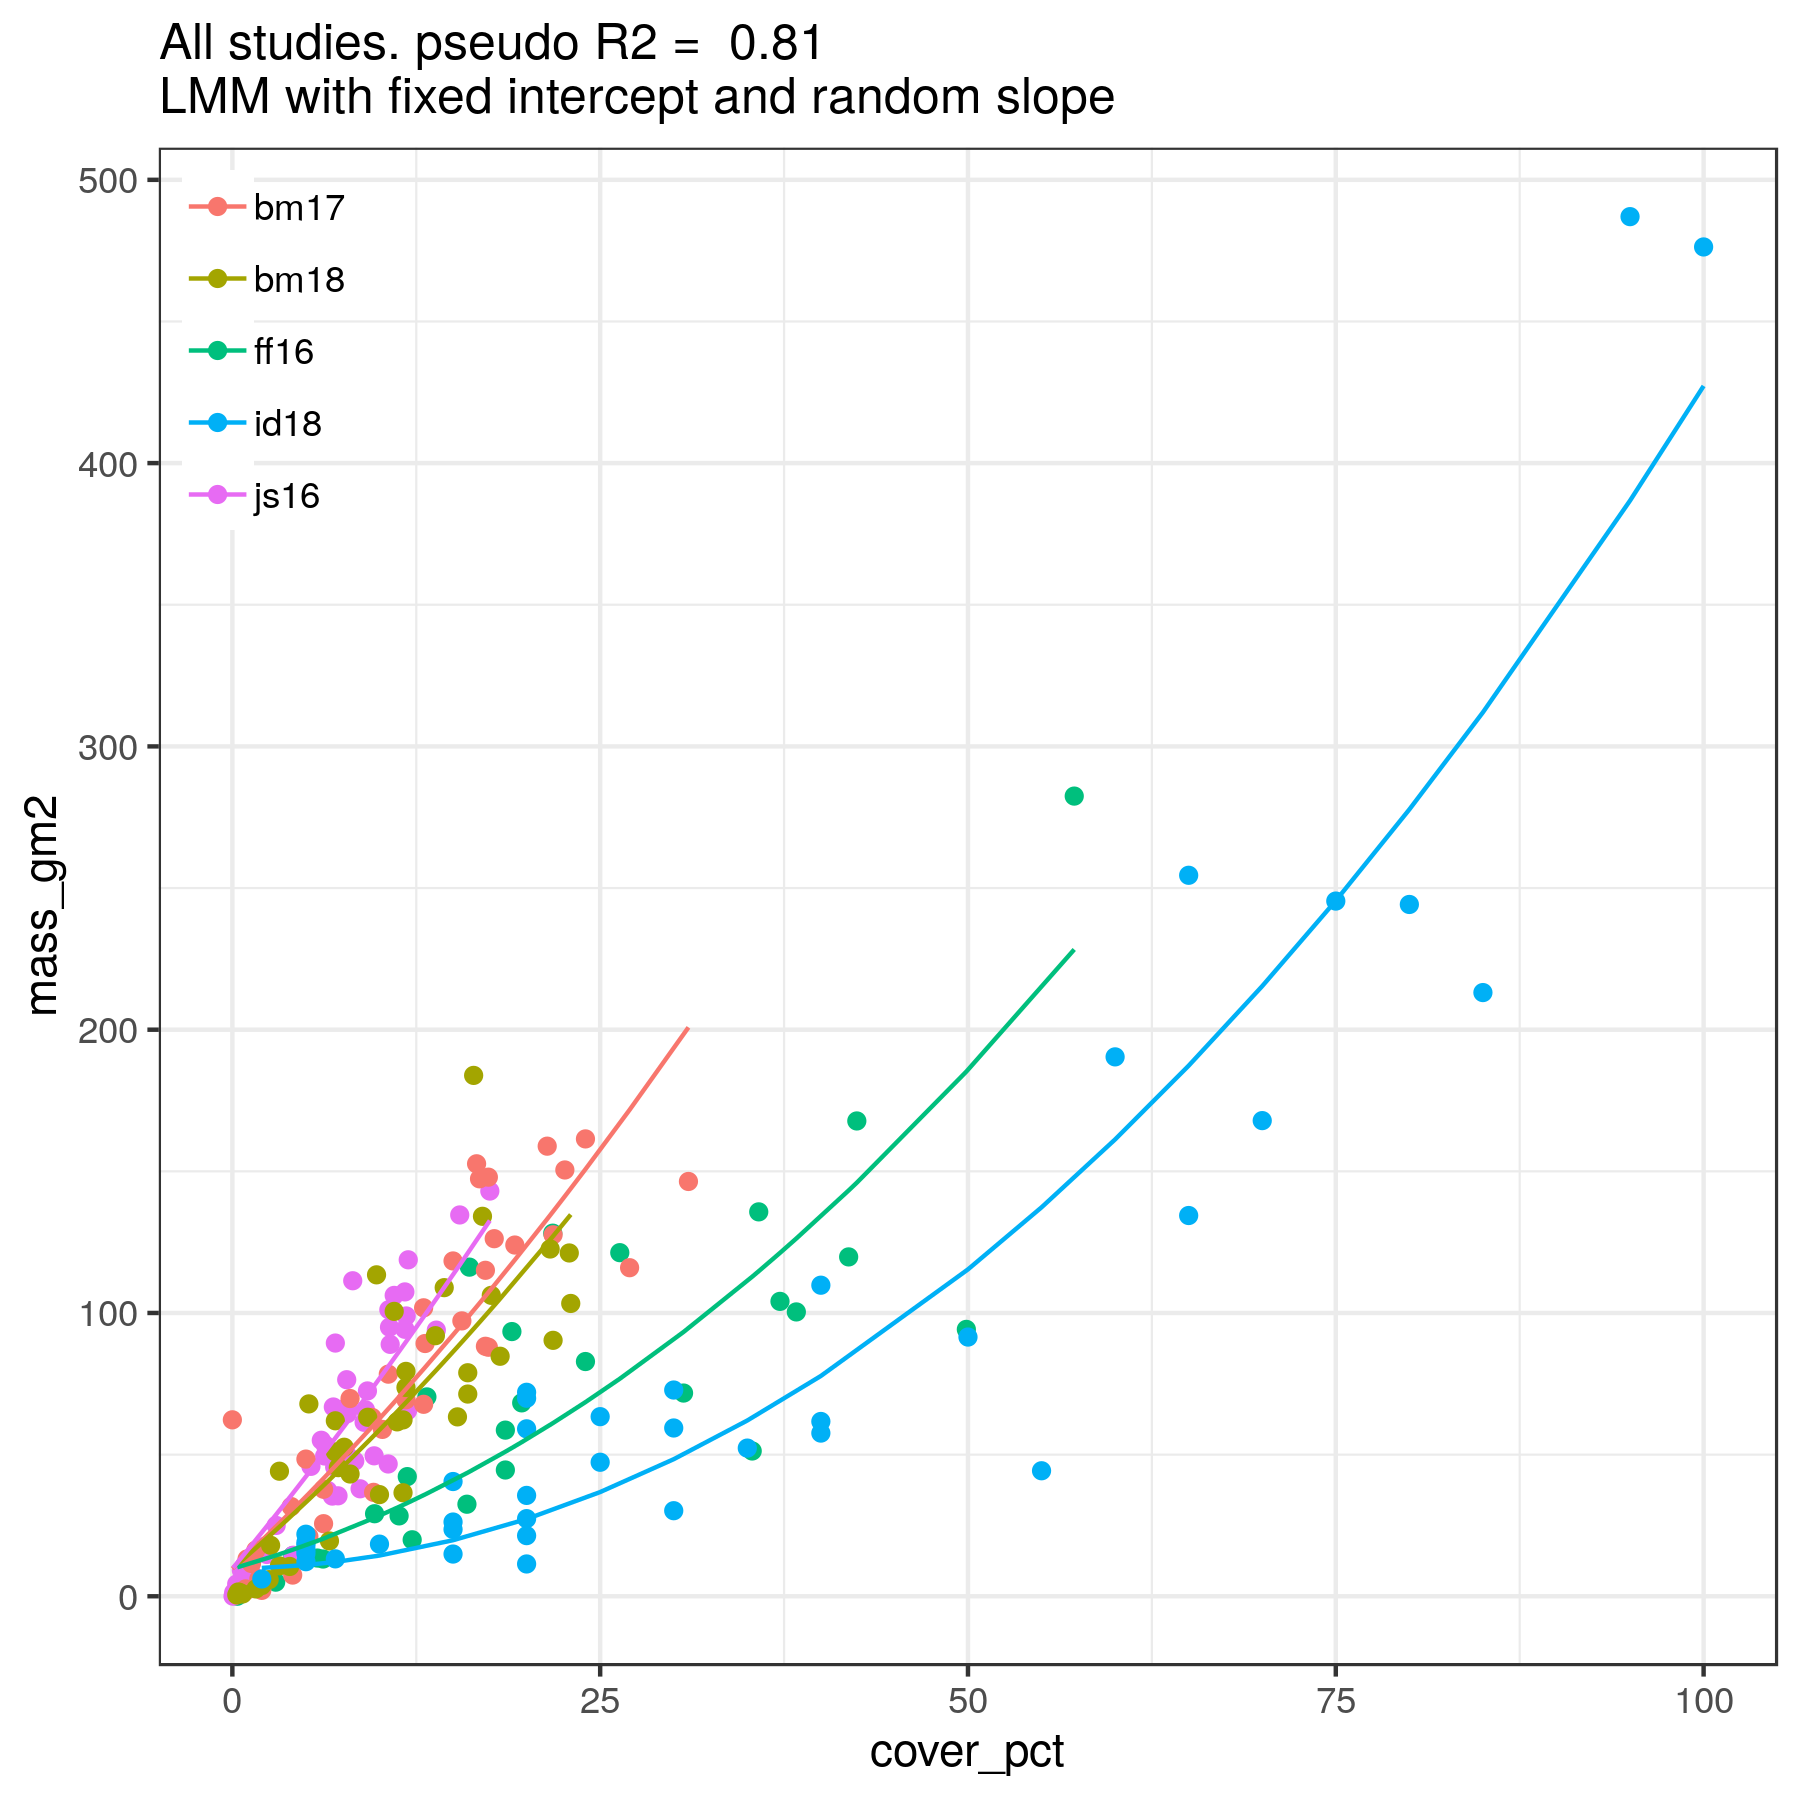 All studies. pseudo R2 =  0.81
LMM with fixed intercept and random slope
500
400
300
200
100
0
mass_gm2
bm17
bm18
ff16
id18
js16
0 25 50 75 100
cover_pct